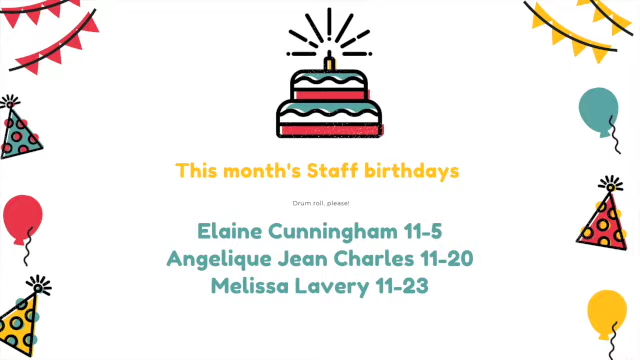 This month's Staff birthdays
Drum roll, please!
Elaine Cunningham 11-5
Angelique Jean Charles 11-20
Melissa Lavery 11-23